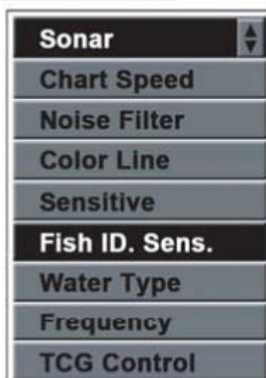 Sonar
Chart Speed
Noise Filter
Color Line
Sensitive
Fish ID. Sens.
Water Type
Frequency
TCG Control